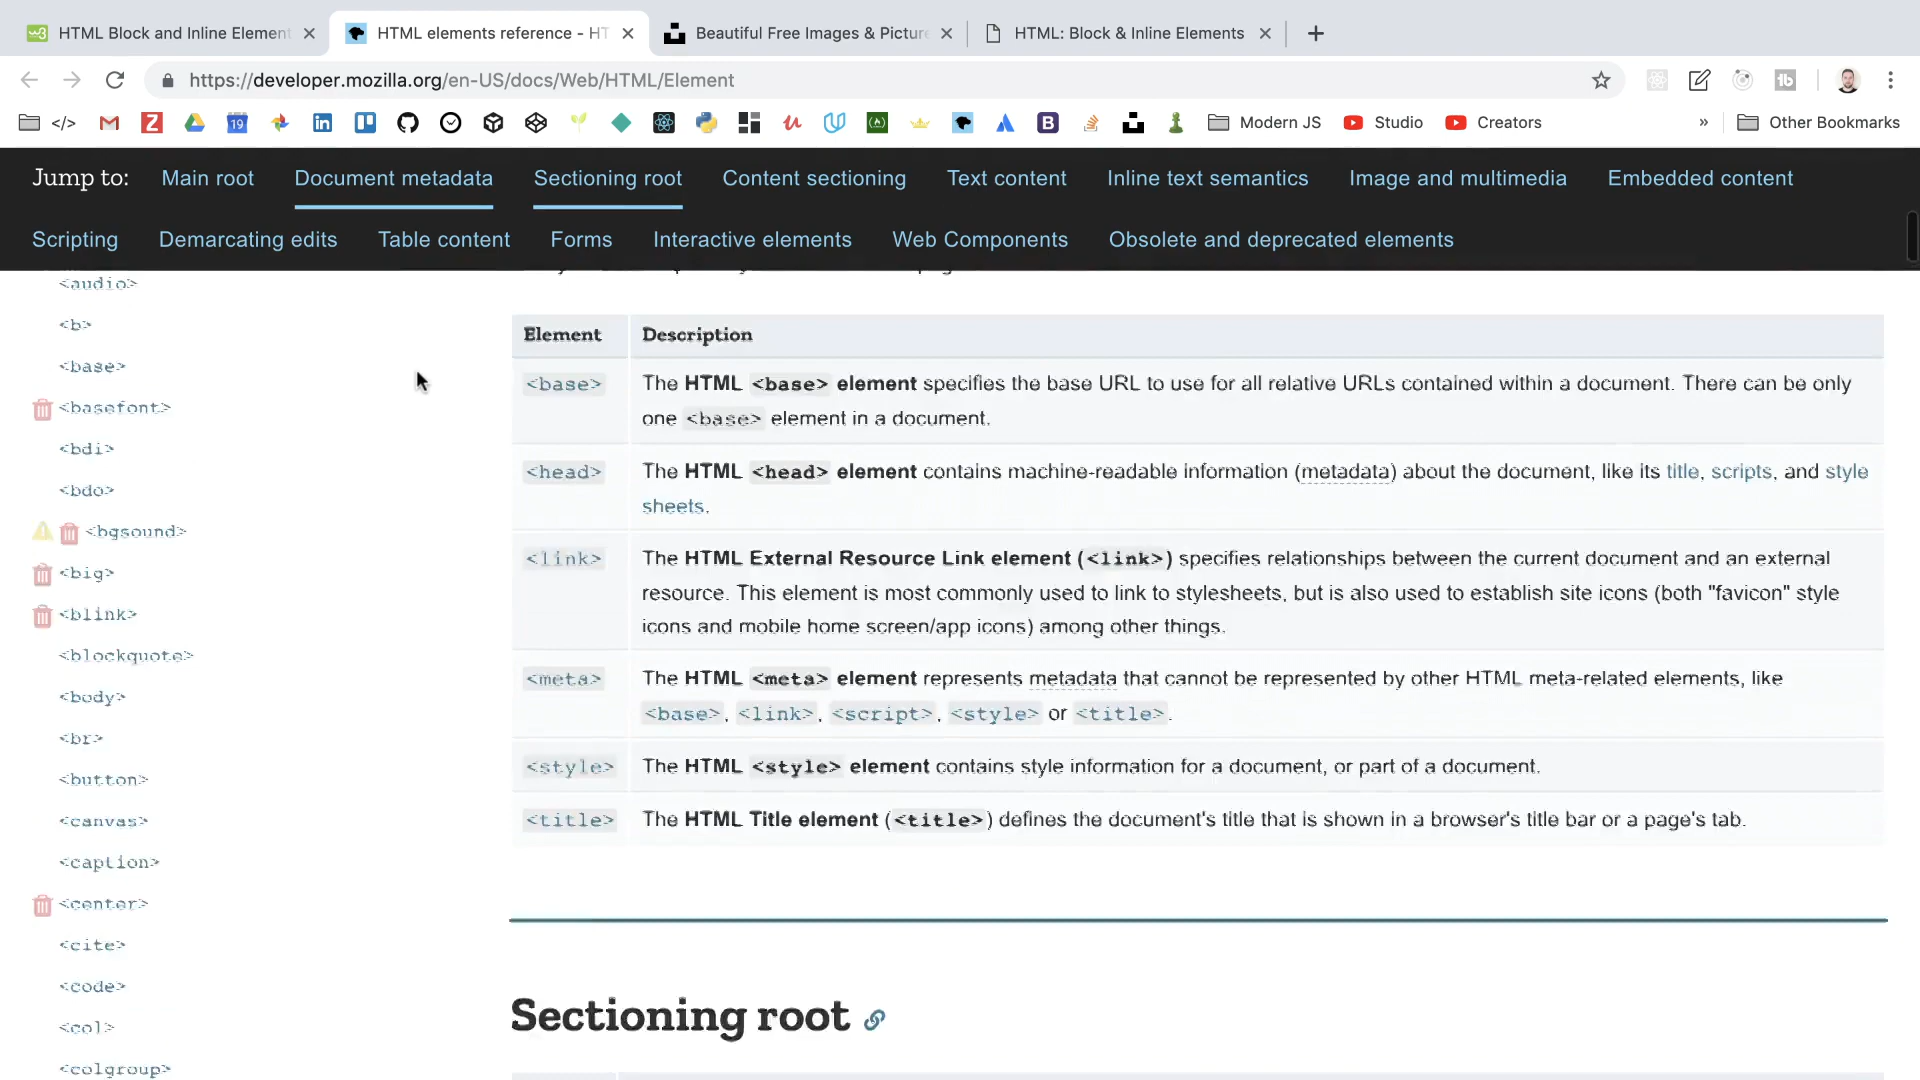 HTML Block and Inline Element
HTML elements reference - HT
Beautiful Free Images & Picture
HTML: Block & Inline Elements
https://developer.mozilla.org/en-US/docs/Web/HTML/Element
</>
19
Modern JS
Studio
Creators
»
Other Bookmarks
Jump to:
Main root
Document metadata
Sectioning root
Content sectioning
Text content
Inline text semantics
Image and multimedia
Embedded content
Scripting
Demarcating edits
Table content
Forms
Interactive elements
Web Components
Obsolete and deprecated elements
<audio>
<b>
<base>
<basefont>
<bdi>
<bdo>
<bgsound>
<big>
<blink>
<blockquote>
<body>
<br>
<button>
<canvas>
<caption>
<center>
<cite>
<code>
<col>
<colgroup>
Element Description
<base> The HTML <base> element specifies the base URL to use for all relative URLs contained within a document. There can be only
one <base> element in a document.
<head> The HTML <head> element contains machine-readable information (metadata) about the document, like its title, scripts, and style
sheets.
<link> The HTML External Resource Link element (<link>) specifies relationships between the current document and an external
resource. This element is most commonly used to link to stylesheets, but is also used to establish site icons (both "favicon" style
icons and mobile home screen/app icons) among other things.
<meta> The HTML <meta> element represents metadata that cannot be represented by other HTML meta-related elements, like
<base>, <link>, <script>, <style> or <title>.
<style> The HTML <style> element contains style information for a document, or part of a document.
<title> The HTML Title element (<title>) defines the document's title that is shown in a browser's title bar or a page's tab.
Sectioning root